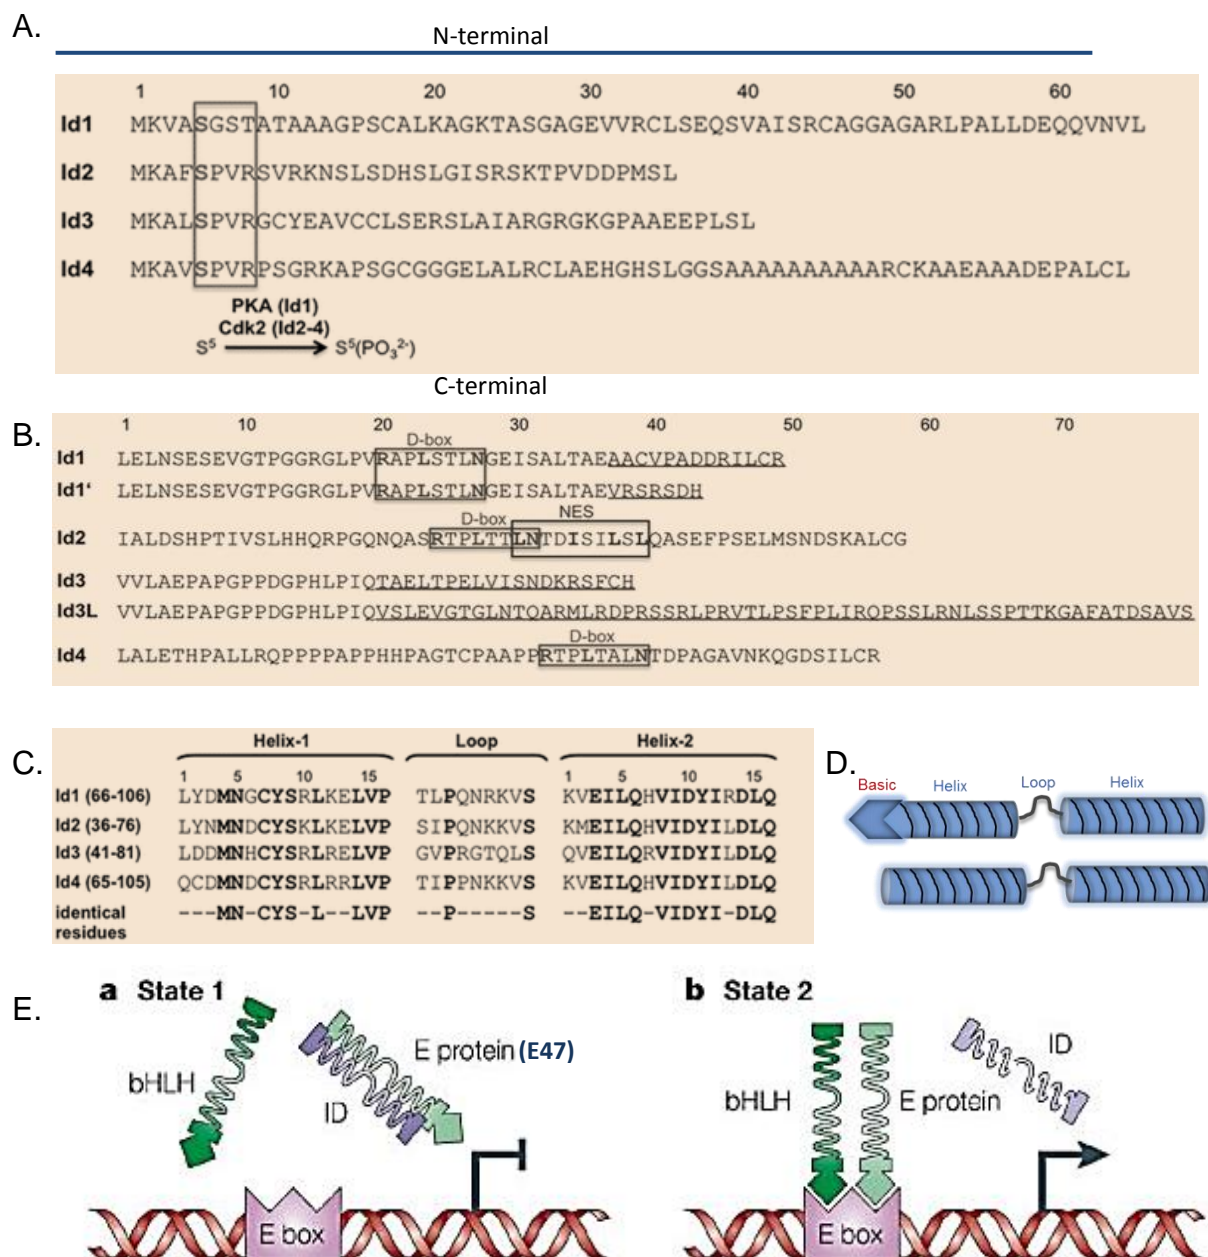 A.
N-terminal
1 10 20 30 40 50 60
Id1 MKVASGSTATAAAGPSCALKAGKTASGAGEVVRCLSEQSVAISRCAGGAGARLPALLDEQQVNVL
Id2 MKAFSPVRSVRKNSLSDHSLGISRSKTPVDDPMSL
Id3 MKALSPVRGCYEAVCCLSERSLAIARGRGKGPAAEEPLSL
Id4 MKAVSPVRPSGRKAPSGCGGGELALRCLAEHGHSLGGSAAAAAAAAAARCKAAEAAADEPALCL
PKA (Id1)
Cdk2 (Id2-4)
S⁵ S⁵(PO₃²⁻)
C-terminal
B.
1 10 20 30 40 50 60 70
D-box
Id1 LELNSESEVGTPGGRGLPVRAPLSTLNGEISALTAEAACVPADDRILCR
Id1‘ LELNSESEVGTPGGRGLPVRAPLSTLNGEISALTAEVRSRSDH
D-box NES
Id2 IALDSHPTIVSLHHQRPGQNQASRTPLTTLNTDISILSLQASEFPSELMSNDSKALCG
Id3 VVLAEPAPGPPDGPHLPIQTAELTPELVISNDKRSFCH
Id3L VVLAEPAPGPPDGPHLPIQVSLEVGTGLNTQARMLRDPRSSRLPRVTLPSFPLIRQPSSLRNLSSPTTKGAFATDSAVS
D-box
Id4 LALETHPALLRQPPPPAPPHHPAGTCPAAPPRTPLTALNTDPAGAVNKQGDSILCR
C.
Helix-1 Loop Helix-2
1 5 10 15 1 5 10 15
Id1 (66-106) LYDMNGCYSRLKELVP TLPQNRKVS KVEILQHVIDYIRDLQ
Id2 (36-76) LYNMNDCYSKLKELVP SIPQNKKVS KMEILQHVIDYILDLQ
Id3 (41-81) LDDMNHCYSRLRELVP GVPRGTQLS QVEILQRVIDYILDLQ
Id4 (65-105) QCDMNDCYSRLRRLVP TIPPNKKVS KVEILQHVIDYILDLQ
identical ---MN-CYS-L--LVP --P-----S --EILQ-VIDYI-DLQ
residues
D.
Basic Helix Loop Helix
E.
a State 1
bHLH
ID
E protein (E47)
E box
b State 2
bHLH
E protein
ID
E box